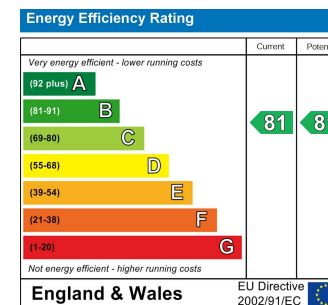 Energy Efficiency Rating
Current
Very energy efficient - lower running costs
(92 plus) A
(81-91) B
(69-80) C
(55-68) D
(39-54) E
(21-38) F
(1-20) G
81
Not energy efficient - higher running costs
England & Wales
EU Directive
2002/91/EC